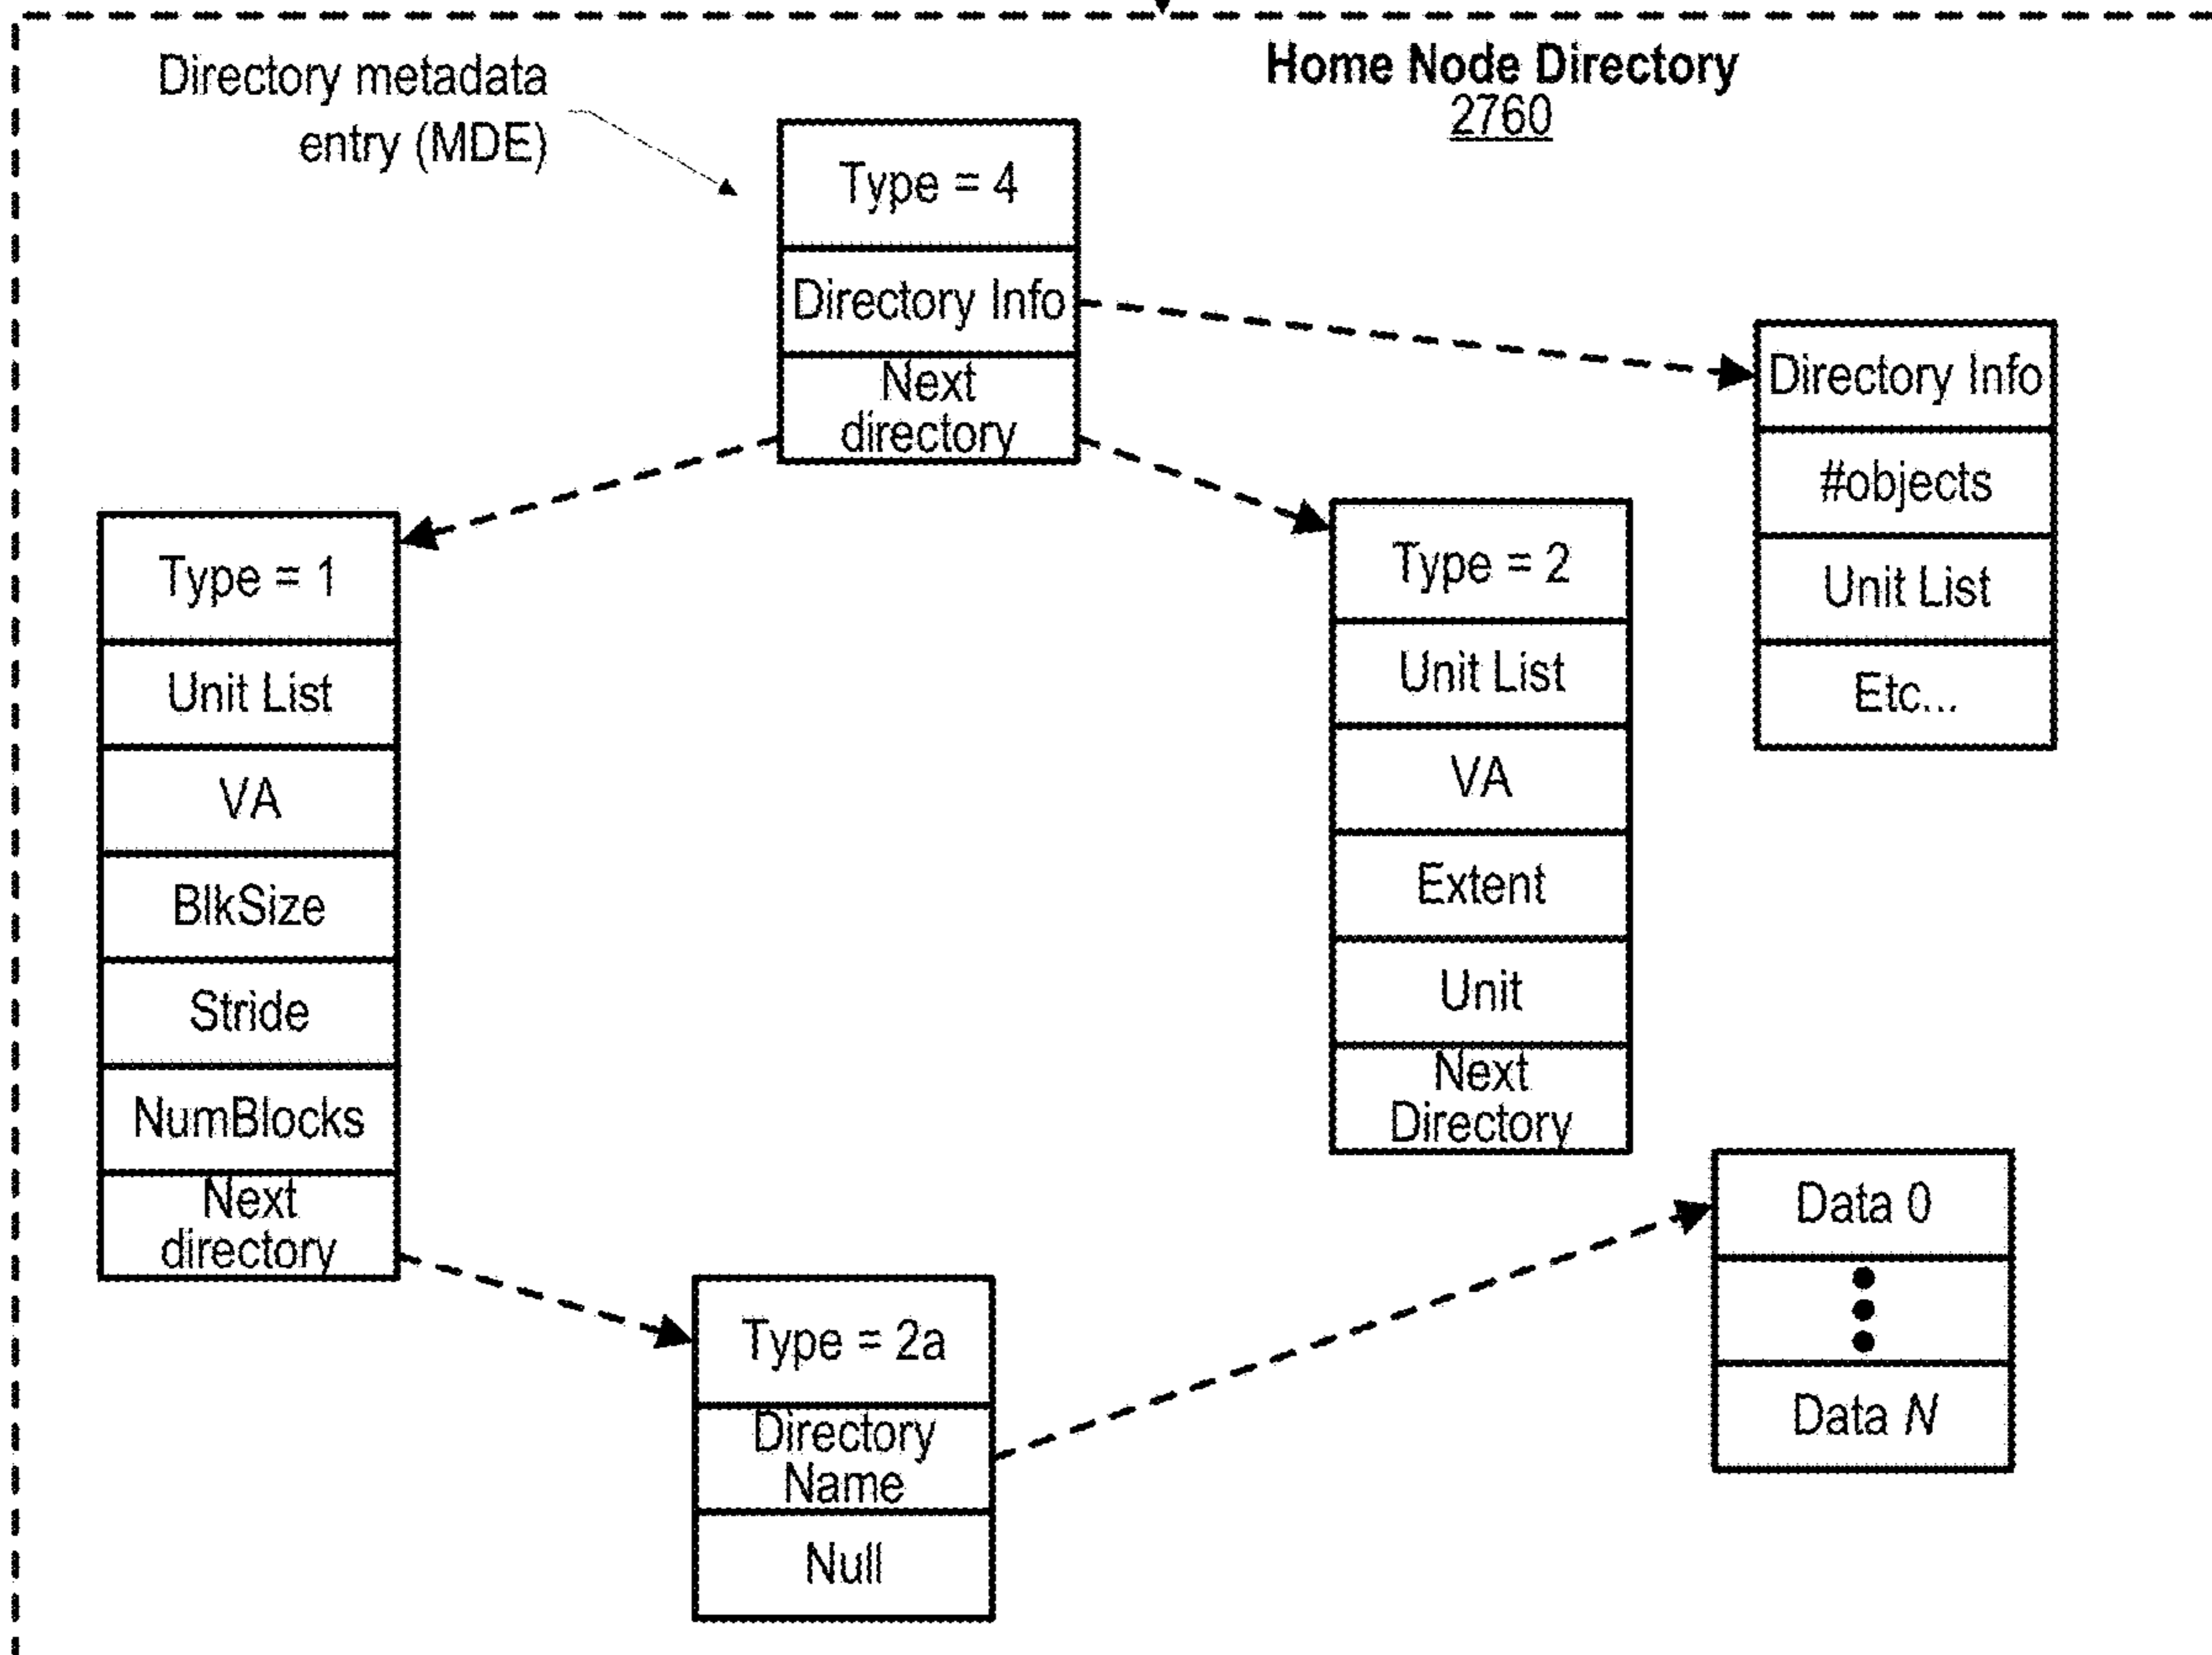 Directory metadata
entry (MDE)
Home Node Directory
2760
Type = 4
Directory Info
Next
directory
Directory Info
#objects
Unit List
Etc...
Type = 1
Unit List
VA
BlkSize
Stride
NumBlocks
Next
directory
Type = 2
Unit List
VA
Extent
Unit
Next
Directory
Type = 2a
Directory
Name
Null
Data 0
Data N